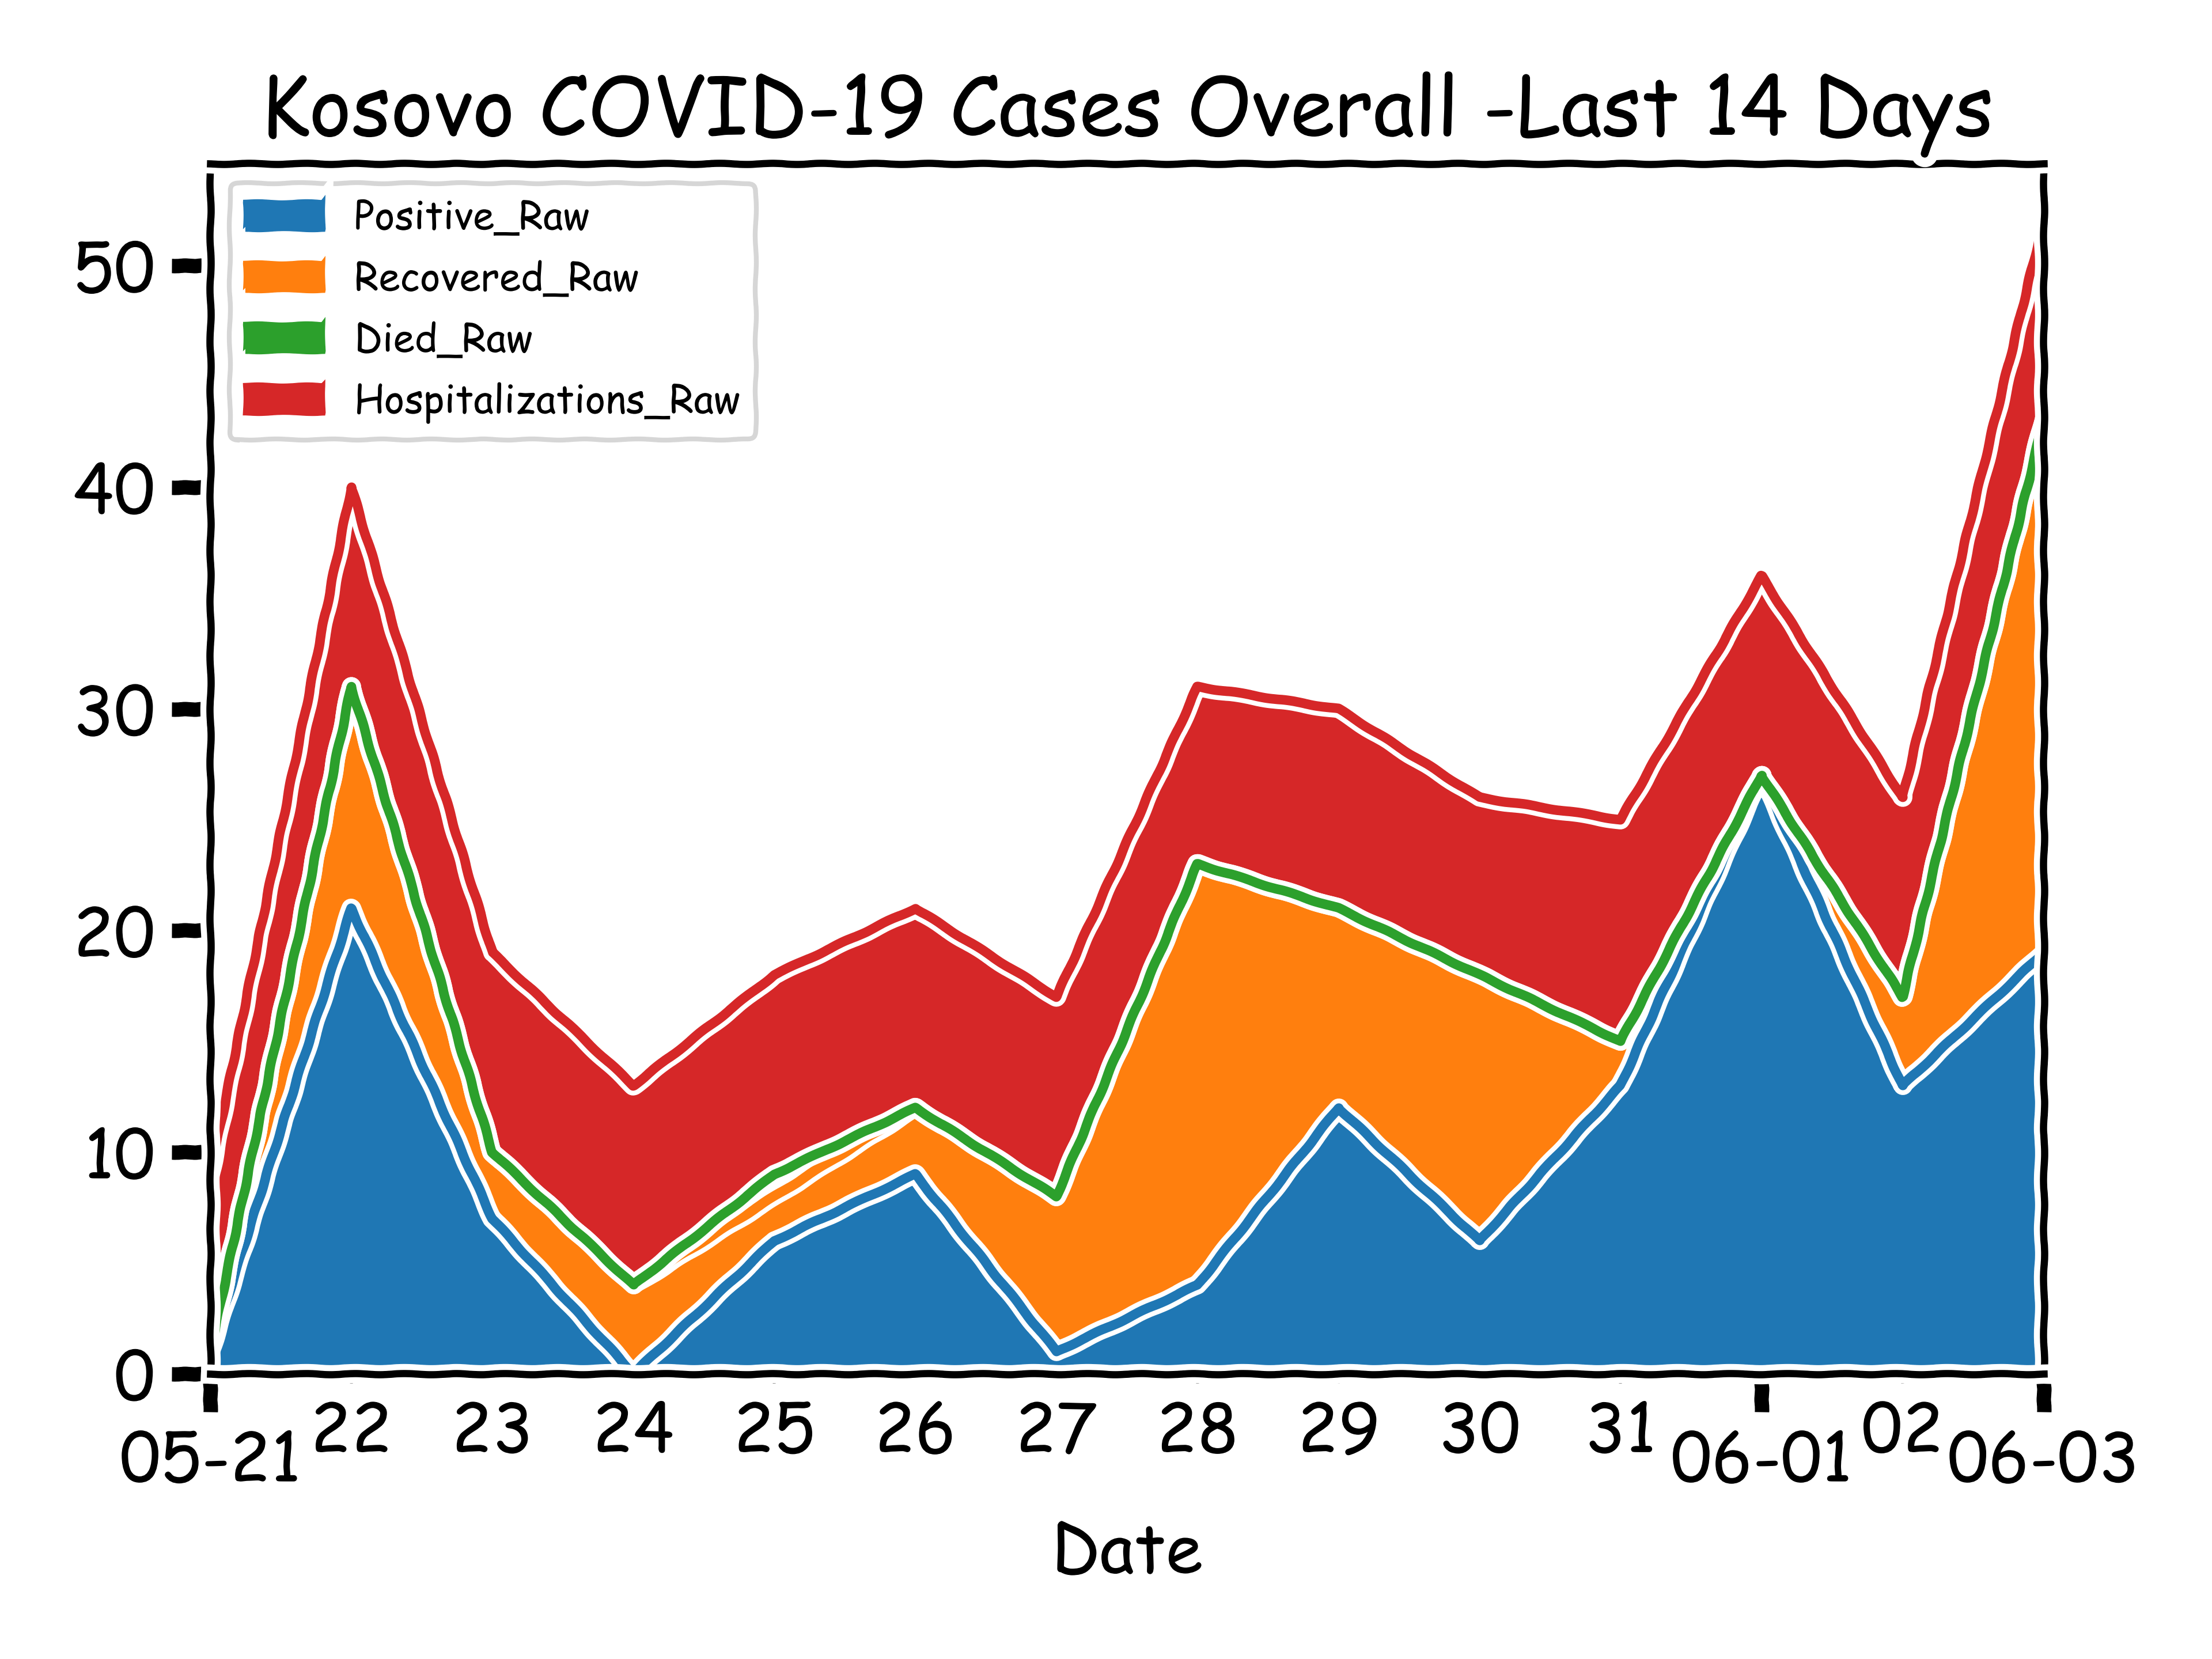 Kosovo COVID-19 Cases Overall -Last 14 Days
Positive_Raw
Recovered_Raw
Died_Raw
Hospitalizations_Raw
50
40
30
20
10
0
05-21 22 23 24 25 26 27 28 29 30 31 06-01 02 06-03
Date